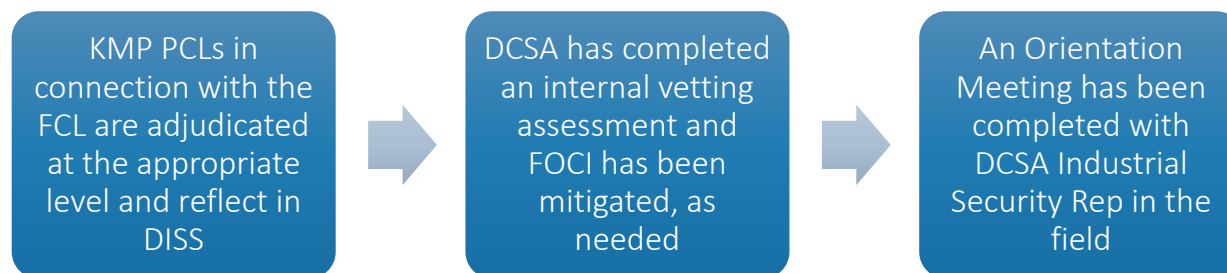 KMP PCLs in
connection with the
FCL are adjudicated
at the appropriate
level and reflect in
DISS
DCSA has completed
an internal vetting
assessment and
FOCI has been
mitigated, as
needed
An Orientation
Meeting has been
completed with
DCSA Industrial
Security Rep in the
field